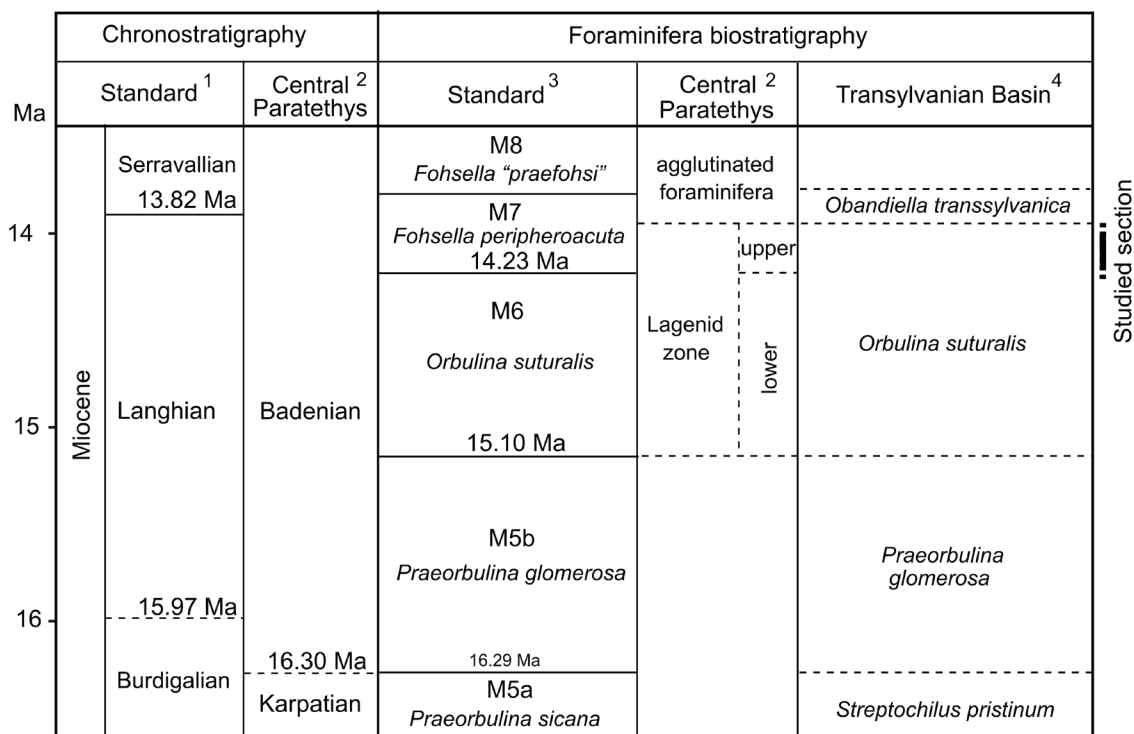 Chronostratigraphy
Foraminifera biostratigraphy
Ma
Standard 1
Central 2
Paratethys
Standard 3
Central 2
Paratethys
Transylvanian Basin 4
Miocene
Serravallian
13.82 Ma
Langhian
15.97 Ma
Burdigalian
Badenian
16.30 Ma
Karpatian
M8
Fohsella “praefohsi”
M7
Fohsella peripheroacuta
14.23 Ma
M6
Orbulina suturalis
15.10 Ma
M5b
Praeorbulina glomerosa
16.29 Ma
M5a
Praeorbulina sicana
agglutinated
foraminifera
Lagenid
zone
upper
lower
Obandiella transsylvanica
Orbulina suturalis
Praeorbulina
glomerosa
Streptochilus pristinum
14
15
16
Studied section